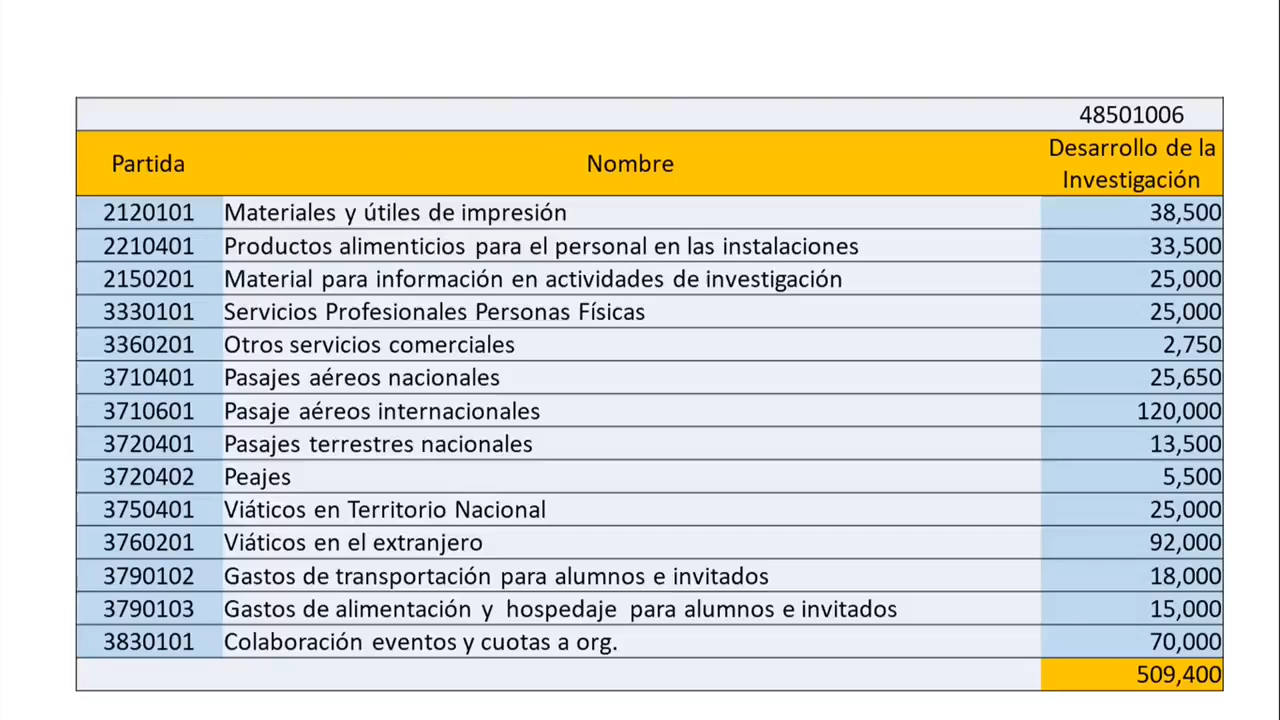 48501006
Partida Nombre Desarrollo de la
Investigación
2120101 Materiales y útiles de impresión 38,500
2210401 Productos alimenticios para el personal en las instalaciones 33,500
2150201 Material para información en actividades de investigación 25,000
3330101 Servicios Profesionales Personas Físicas 25,000
3360201 Otros servicios comerciales 2,750
3710401 Pasajes aéreos nacionales 25,650
3710601 Pasaje aéreos internacionales 120,000
3720401 Pasajes terrestres nacionales 13,500
3720402 Peajes 5,500
3750401 Viáticos en Territorio Nacional 25,000
3760201 Viáticos en el extranjero 92,000
3790102 Gastos de transportación para alumnos e invitados 18,000
3790103 Gastos de alimentación y hospedaje para alumnos e invitados 15,000
3830101 Colaboración eventos y cuotas a org. 70,000
509,400